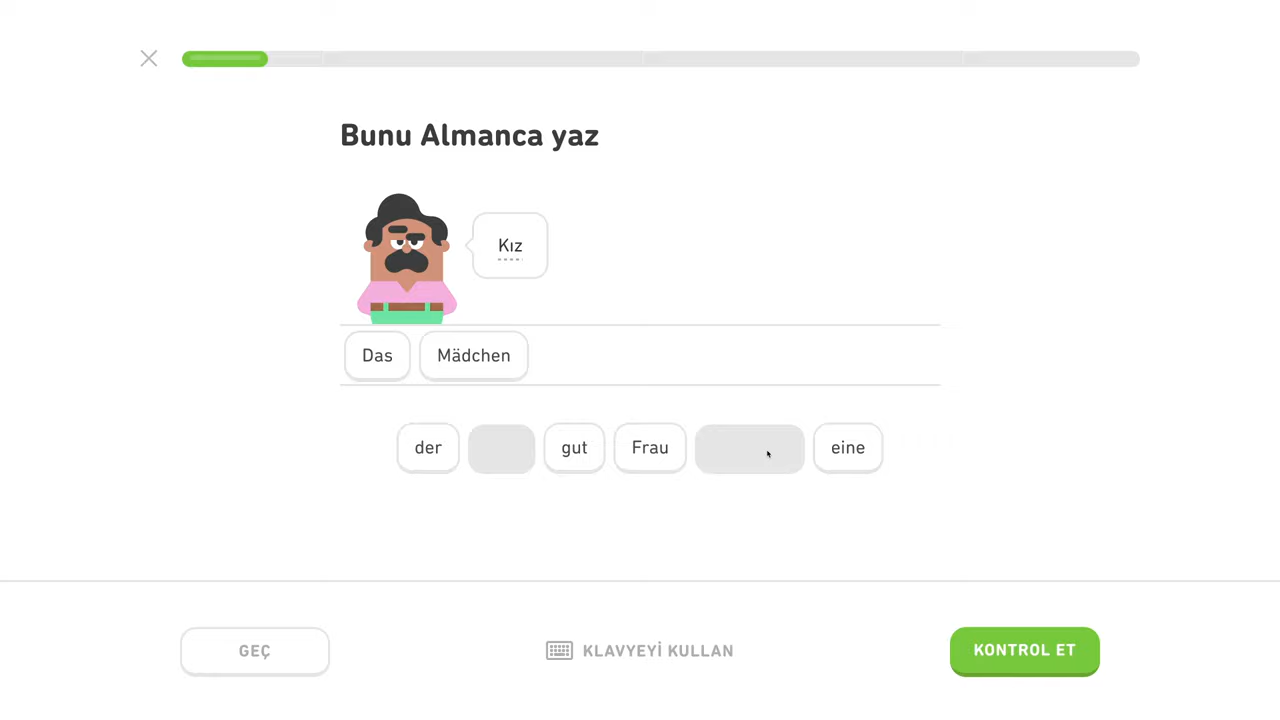 Bunu Almanca yaz
Kız
Das Mädchen
der gut Frau eine
GEÇ KLAVYEYİ KULLAN KONTROL ET